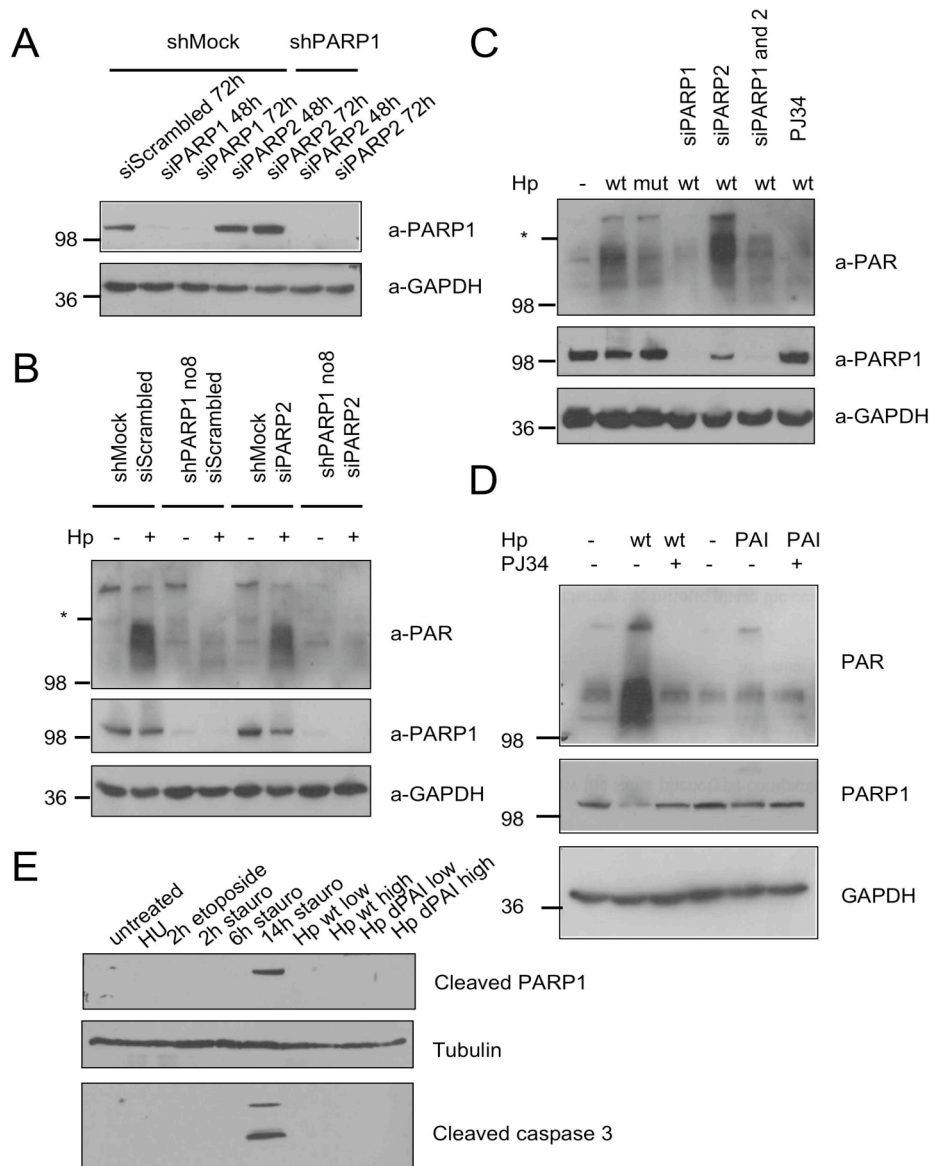 A
shMock
shPARP1
siScrambled 72h
siPARP1 48h
siPARP1 72h
siPARP2 48h
siPARP2 72h
siPARP2 48h
siPARP2 72h
98
a-PARP1
36
a-GAPDH
B
shMock
siScrambled
shPARP1 no8
siScrambled
shMock
siPARP2
shPARP1 no8
siPARP2
Hp - + - + - + - +
*
a-PAR
98
98
a-PARP1
36
a-GAPDH
C
siPARP1
siPARP2
siPARP1 and 2
PJ34
Hp - wt mut wt wt wt wt
*
a-PAR
98
98
a-PARP1
36
a-GAPDH
D
Hp - wt wt - PAI PAI
PJ34 - - + - - +
PAR
98
98
PARP1
36
GAPDH
E
untreated
HU
2h etoposide
2h stauro
6h stauro
14h stauro
Hp wt low
Hp wt high
Hp dPAI low
Hp dPAI high
Cleaved PARP1
Tubulin
Cleaved caspase 3